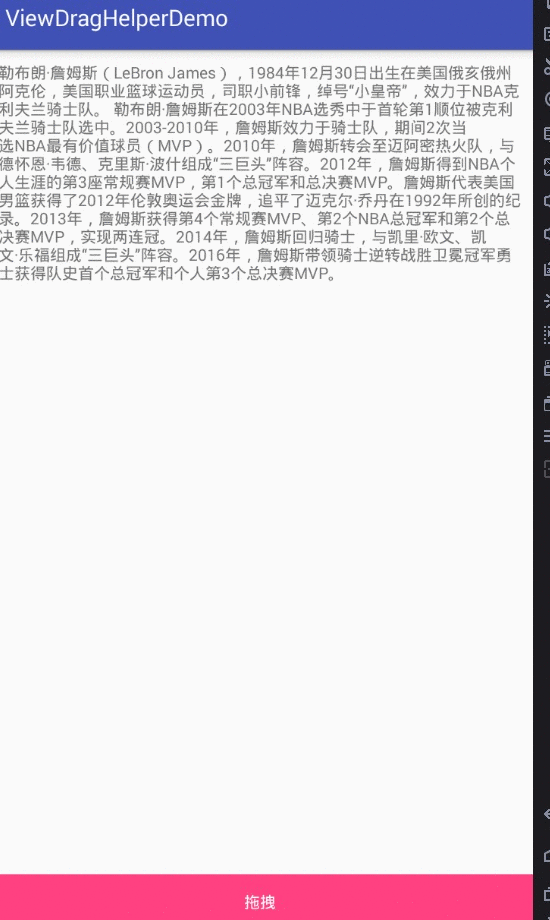 ViewDragHelperDemo
勒布朗·詹姆斯（LeBron James），1984年12月30日出生在美国俄亥俄州
阿克伦，美国职业篮球运动员，司职小前锋，绰号“小皇帝”，效力于NBA克
利夫兰骑士队。 勒布朗·詹姆斯在2003年NBA选秀中于首轮第1顺位被克利
夫兰骑士队选中。2003-2010年，詹姆斯效力于骑士队，期间2次当
选NBA最有价值球员（MVP）。2010年，詹姆斯转会至迈阿密热火队，与
德怀恩·韦德、克里斯·波什组成“三巨头”阵容。2012年，詹姆斯得到NBA个
人生涯的第3座常规赛MVP，第1个总冠军和总决赛MVP。詹姆斯代表美国
男篮获得了2012年伦敦奥运会金牌，追平了迈克尔·乔丹在1992年所创的纪
录。2013年，詹姆斯获得第4个常规赛MVP、第2个NBA总冠军和第2个总
决赛MVP，实现两连冠。2014年，詹姆斯回归骑士，与凯里·欧文、凯
文·乐福组成“三巨头”阵容。2016年，詹姆斯带领骑士逆转战胜卫冕冠军勇
士获得队史首个总冠军和个人第3个总决赛MVP。
拖拽